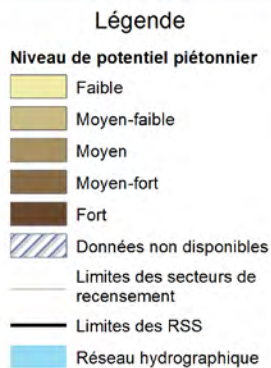 Légende
Niveau de potentiel piétonnier
Faible
Moyen-faible
Moyen
Moyen-fort
Fort
Données non disponibles
Limites des secteurs de
recensement
Limites des RSS
Réseau hydrographique